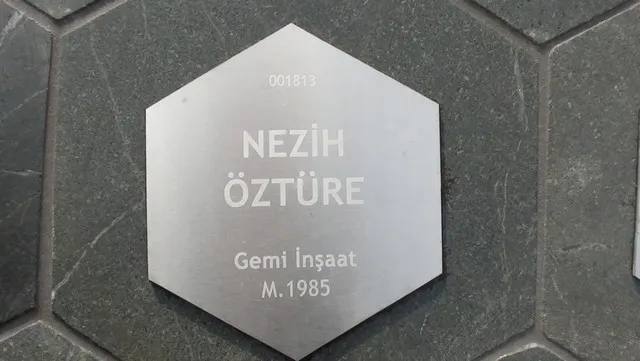 001813
NEZİH
ÖZTÜRE
Gemi İnşaat
M.1985